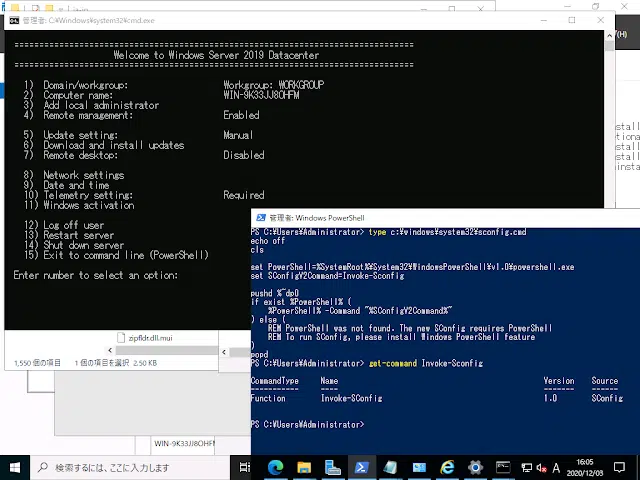 管理者: C:¥Windows¥system32¥cmd.exe
================================================================
Welcome to Windows Server 2019 Datacenter
================================================================
1) Domain/workgroup: Workgroup: WORKGROUP
2) Computer name: WIN-9K33JJ8OHFM
3) Add local administrator
4) Remote management: Enabled
5) Update setting: Manual
6) Download and install updates
7) Remote desktop: Disabled
8) Network settings
9) Date and time
10) Telemetry setting: Required
11) Windows activation
12) Log off user
13) Restart server
14) Shut down server
15) Exit to command line (PowerShell)
Enter number to select an option:
(H)
zipfldr.dll.mui
1,550 個の項目 1 個の項目を選択 2.50 KB
管理者: Windows PowerShell
PS C:¥Users¥Administrator> type c:¥windows¥system32¥sconfig.cmd
echo off
cls
set PowerShell=%SystemRoot%¥System32¥WindowsPowerShell¥v1.0¥powershell.exe
set SConfigV2Command=Invoke-Sconfig
pushd %~dp0
if exist %PowerShell% (
%PowerShell% -Command "%SConfigV2Command%"
) else (
REM PowerShell was not found. The new SConfig requires PowerShell
REM To run SConfig, please install Windows PowerShell feature
)
popd
PS C:¥Users¥Administrator> get-command Invoke-Sconfig
CommandType Name Version Source
----------- ---- ------- ------
Function Invoke-SConfig 1.0 SConfig
PS C:¥Users¥Administrator>
WIN-9K33JJ8OHFM
検索するには、ここに入力します
A
16:05
2020/12/03